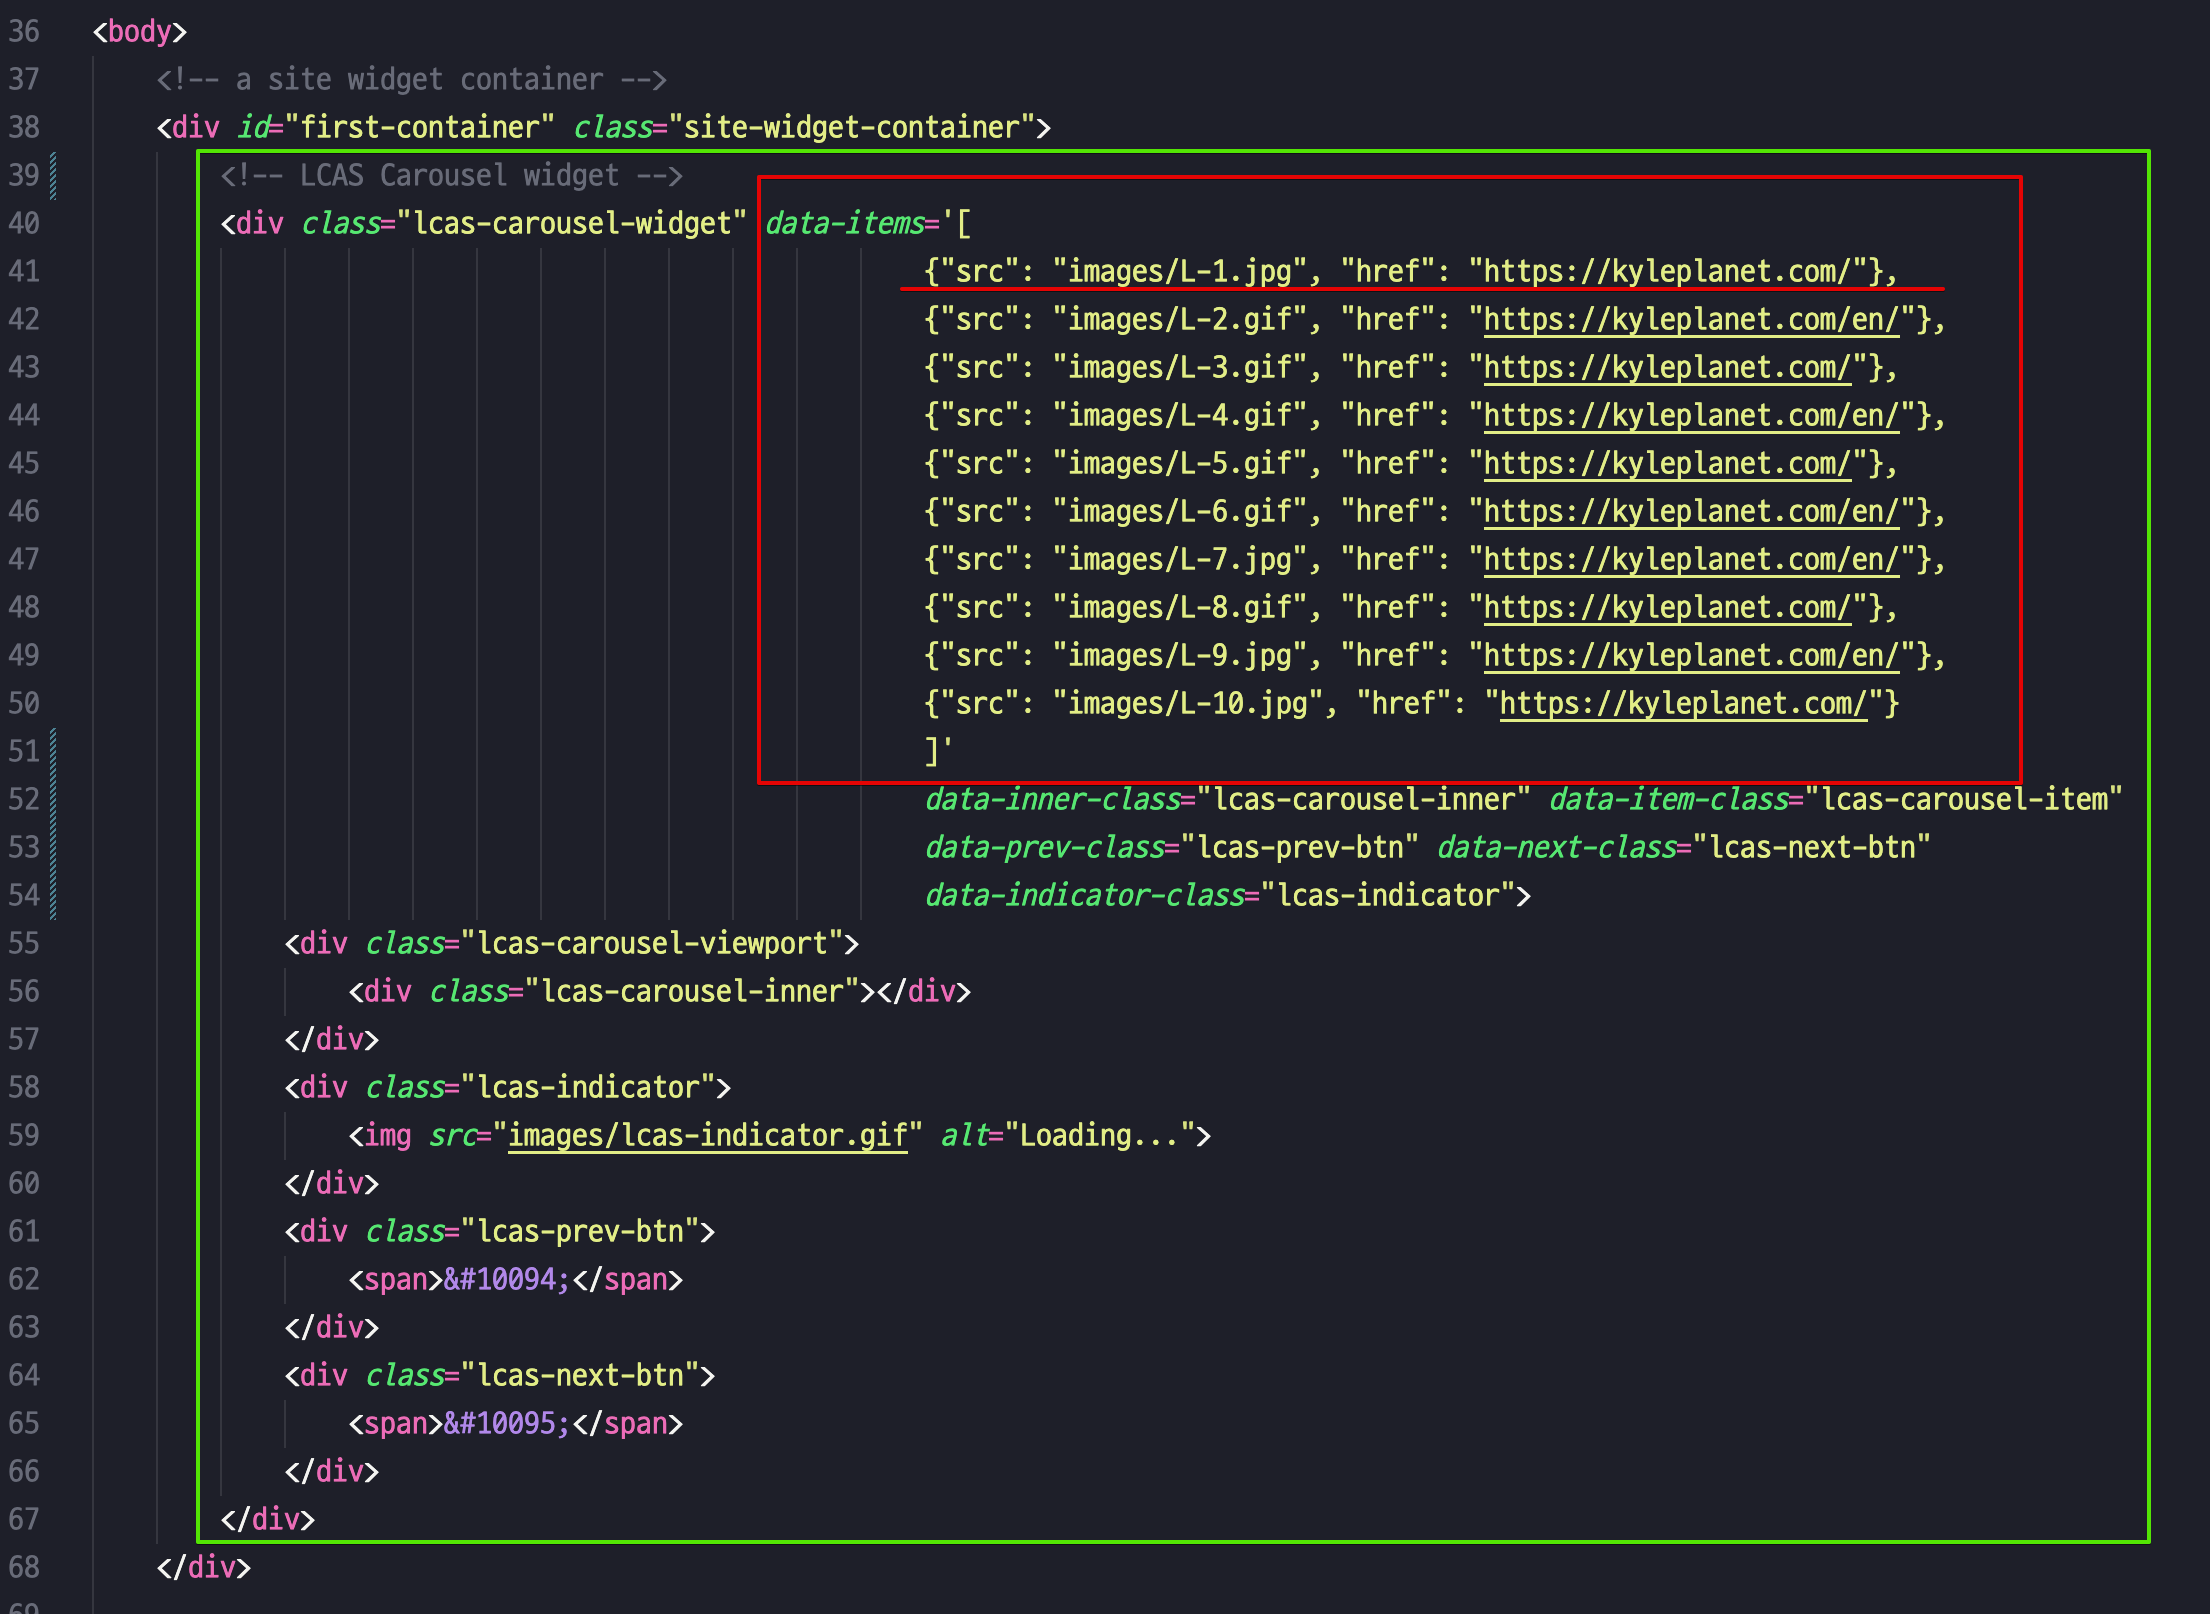 36 <body>
37 <!-- a site widget container -->
38 <div id="first-container" class="site-widget-container">
39 <!-- LCAS Carousel widget -->
40 <div class="lcas-carousel-widget" data-items='[
41 {"src": "images/L-1.jpg", "href": "https://kyleplanet.com/"},
42 {"src": "images/L-2.gif", "href": "https://kyleplanet.com/en/"},
43 {"src": "images/L-3.gif", "href": "https://kyleplanet.com/"},
44 {"src": "images/L-4.gif", "href": "https://kyleplanet.com/en/"},
45 {"src": "images/L-5.gif", "href": "https://kyleplanet.com/"},
46 {"src": "images/L-6.gif", "href": "https://kyleplanet.com/en/"},
47 {"src": "images/L-7.jpg", "href": "https://kyleplanet.com/en/"},
48 {"src": "images/L-8.gif", "href": "https://kyleplanet.com/"},
49 {"src": "images/L-9.jpg", "href": "https://kyleplanet.com/en/"},
50 {"src": "images/L-10.jpg", "href": "https://kyleplanet.com/"}
51 ]'
52 data-inner-class="lcas-carousel-inner" data-item-class="lcas-carousel-item"
53 data-prev-class="lcas-prev-btn" data-next-class="lcas-next-btn"
54 data-indicator-class="lcas-indicator">
55 <div class="lcas-carousel-viewport">
56 <div class="lcas-carousel-inner"></div>
57 </div>
58 <div class="lcas-indicator">
59 <img src="images/lcas-indicator.gif" alt="Loading...">
60 </div>
61 <div class="lcas-prev-btn">
62 <span>&#10094;</span>
63 </div>
64 <div class="lcas-next-btn">
65 <span>&#10095;</span>
66 </div>
67 </div>
68 </div>
69